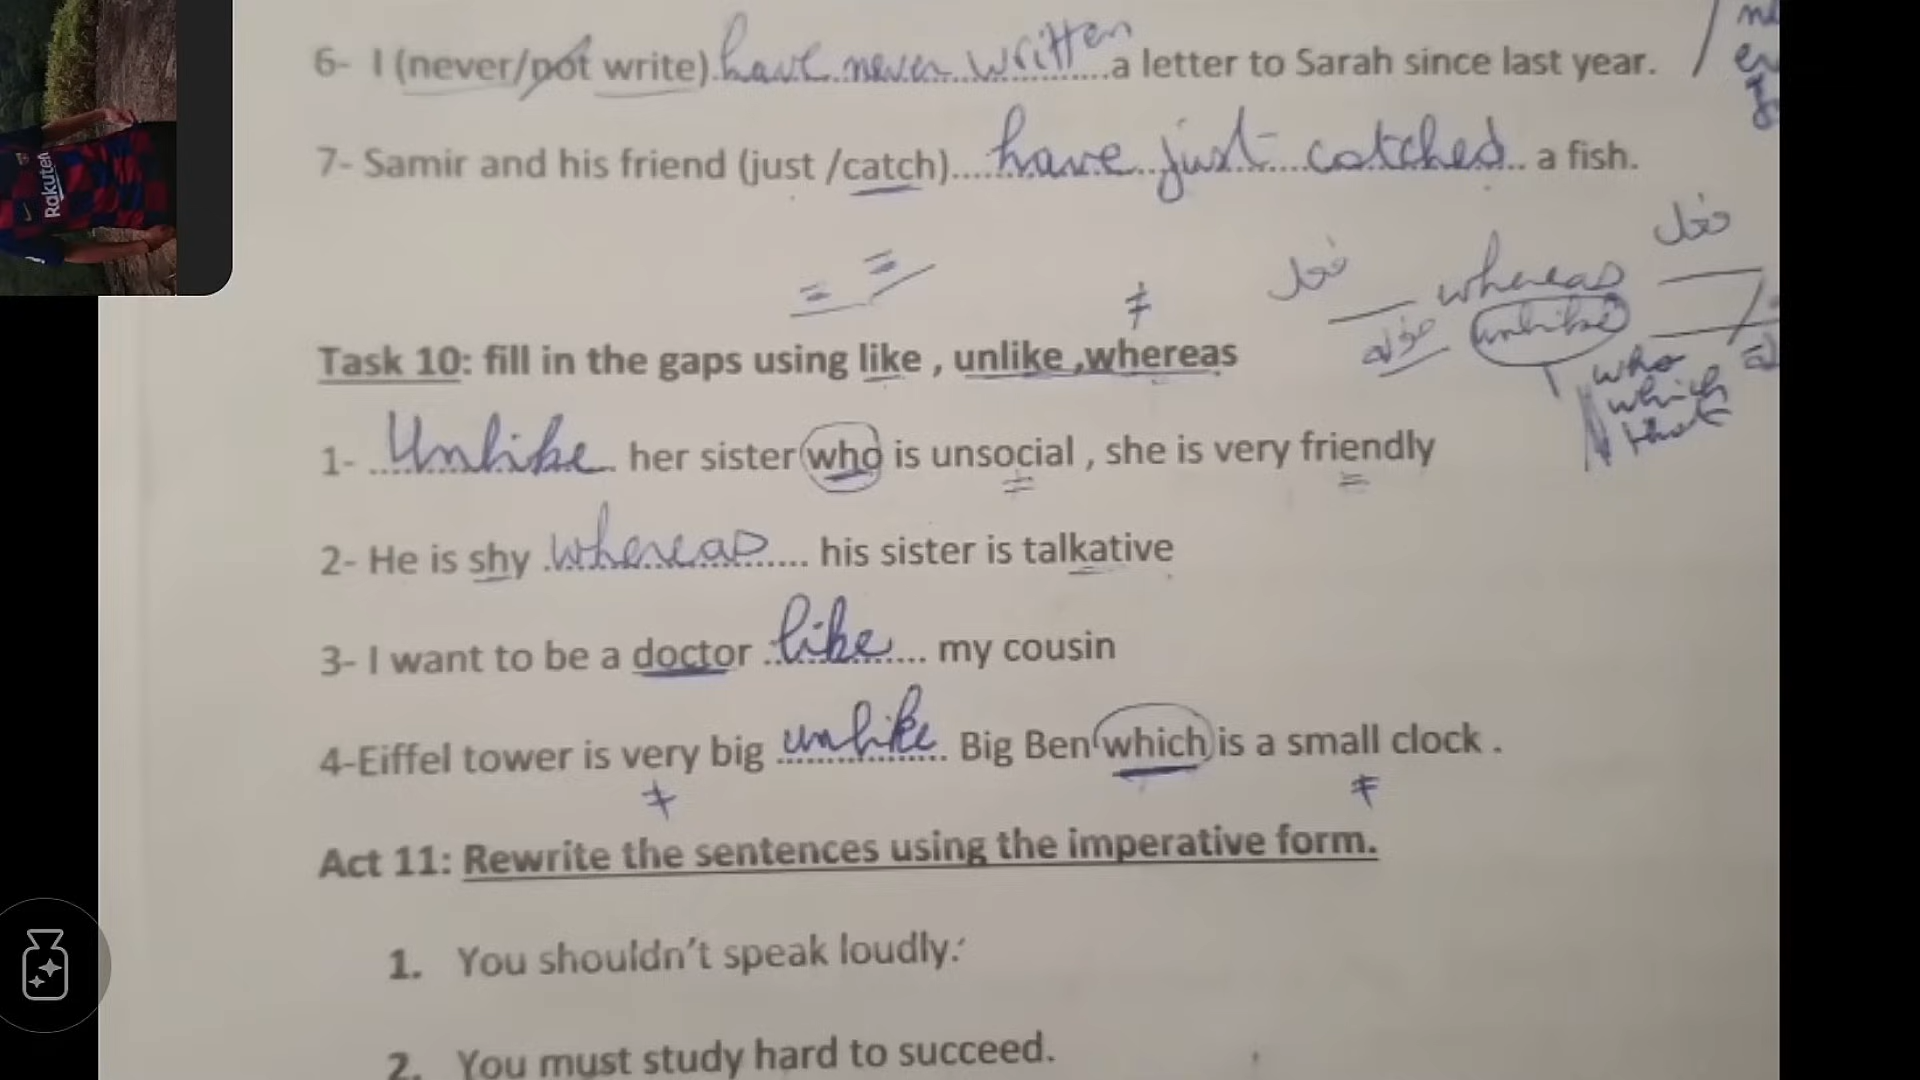 6- I (never/not write) have never written a letter to Sarah since last year.
7- Samir and his friend (just /catch)....have just catched.. a fish.
= =
≠
فعل whereas فعل
unlike
who
which
that
Task 10: fill in the gaps using like , unlike ,whereas
1- Unlike her sister who is unsocial , she is very friendly
2- He is shy whereas.... his sister is talkative
3- I want to be a doctor like.... my cousin
4-Eiffel tower is very big unlike. Big Ben which is a small clock .
≠ ≠
Act 11: Rewrite the sentences using the imperative form.
1. You shouldn't speak loudly.
2. You must study hard to succeed.
Rakuten